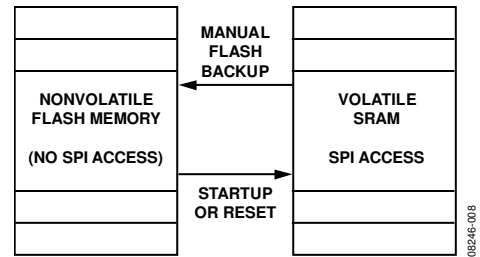 MANUAL
FLASH
BACKUP
NONVOLATILE
FLASH MEMORY
(NO SPI ACCESS)
VOLATILE
SRAM
SPI ACCESS
STARTUP
OR RESET
08246-008